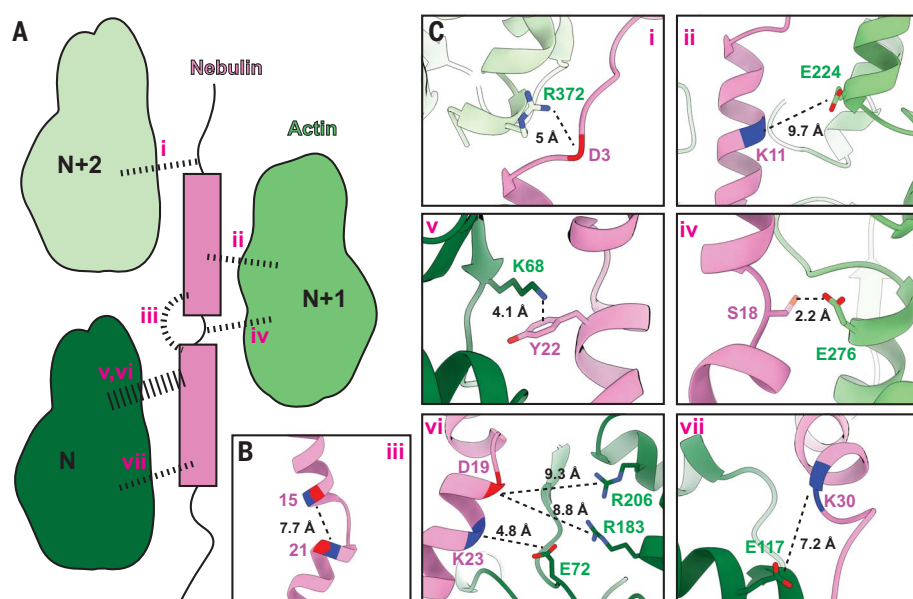 A
Nebulin
Actin
N+2
i
ii
N+1
iii
iv
v,vi
N
vii
B
iii
15
7.7 Å
21
C
i
R372
5 Å
D3
ii
E224
9.7 Å
K11
v
K68
4.1 Å
Y22
iv
S18
2.2 Å
E276
vi
D19
9.3 Å
R206
8.8 Å
R183
4.8 Å
K23
E72
vii
K30
E117
7.2 Å